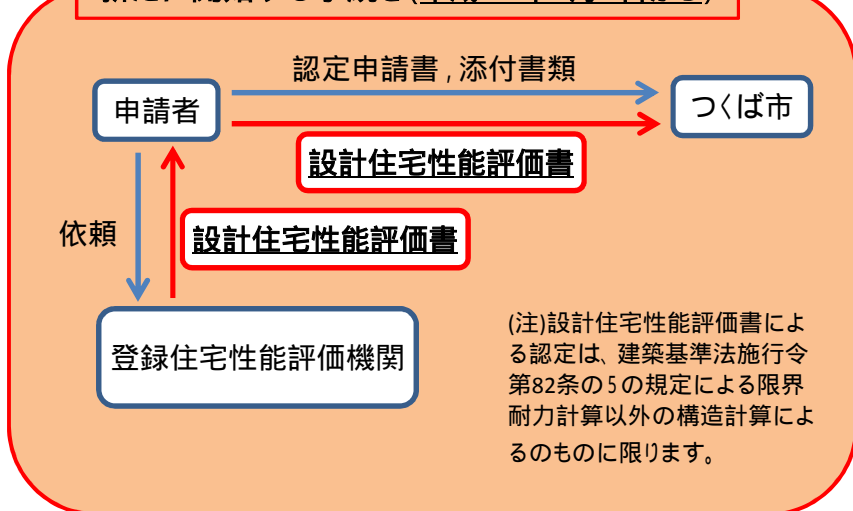 認定申請書 , 添付書類
申請者
つくば市
設計住宅性能評価書
依頼
設計住宅性能評価書
登録住宅性能評価機関
(注)設計住宅性能評価書によ
る認定は、建築基準法施行令
第82条の5の規定による限界
耐力計算以外の構造計算によ
るのものに限ります。